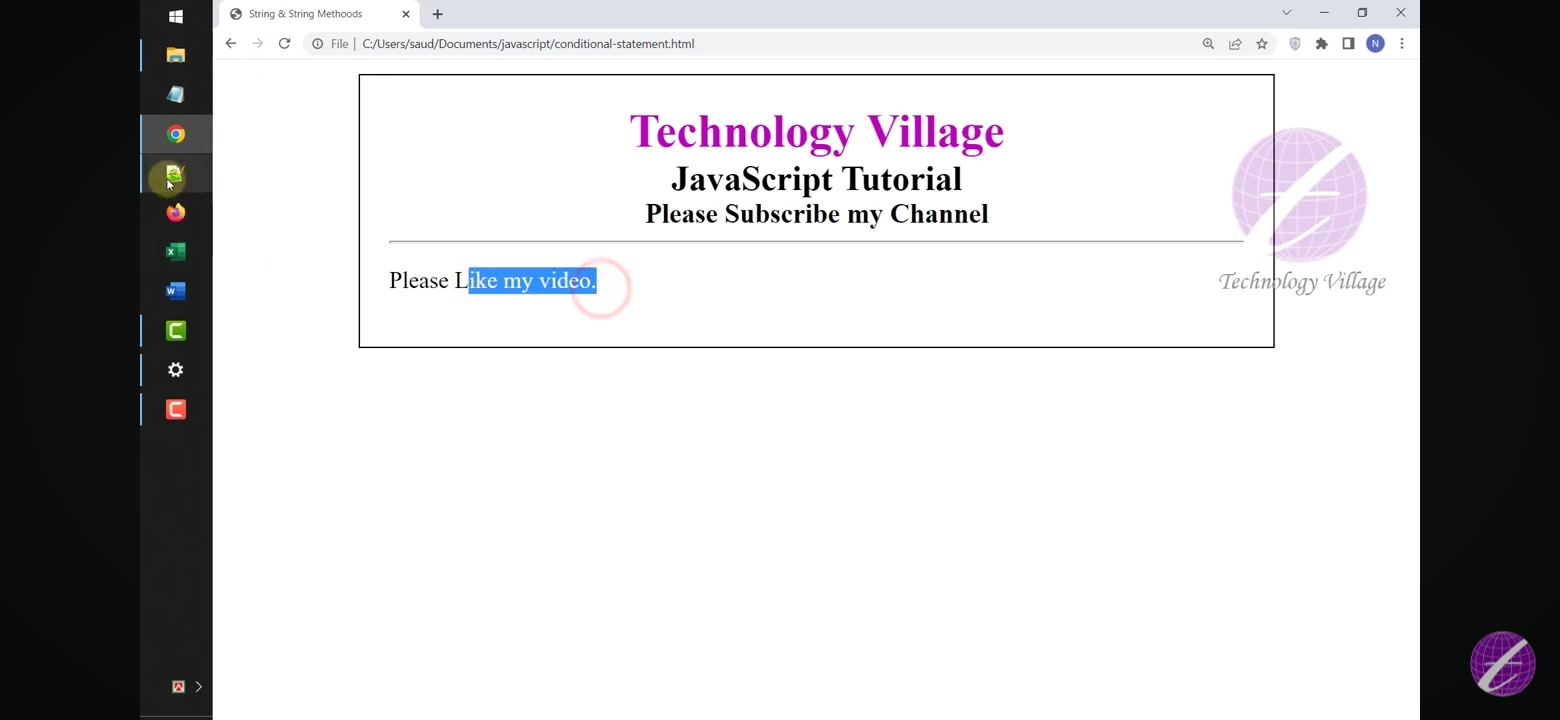 String & String Methoods
File
C:/Users/saud/Documents/javascript/conditional-statement.html
N
Technology Village
JavaScript Tutorial
Please Subscribe my Channel
Please Like my video.
Technology Village